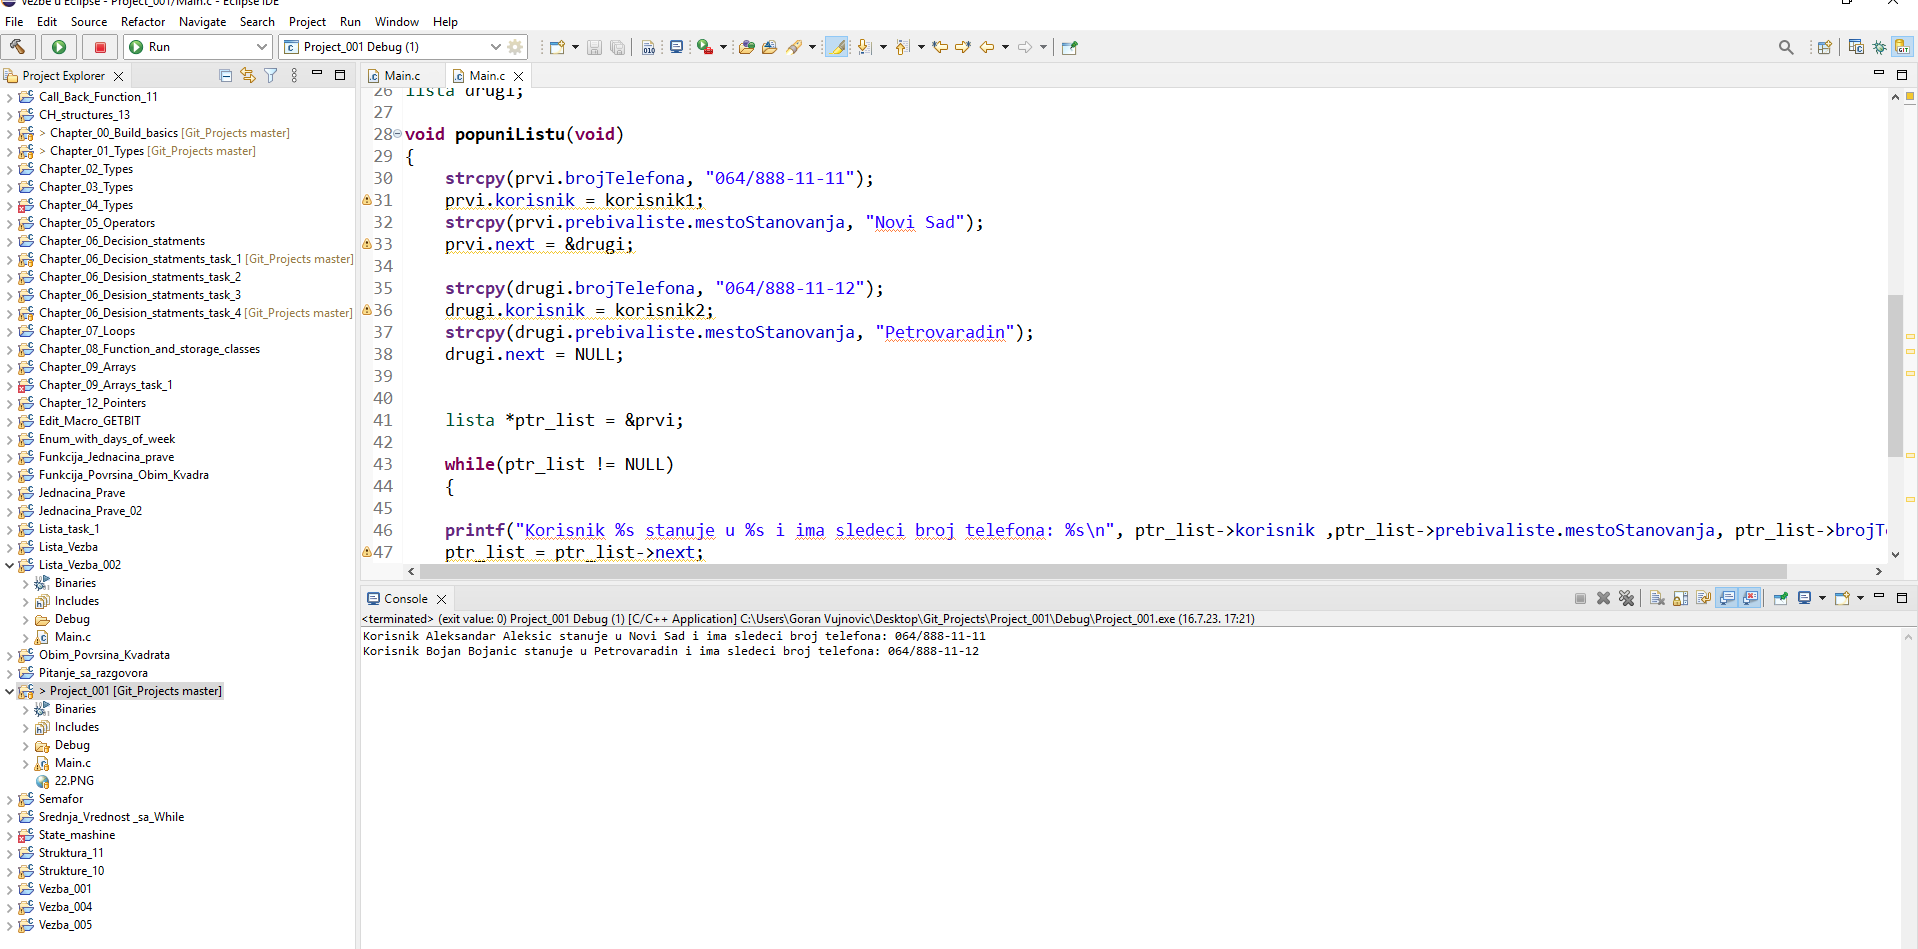 Vezbe u Eclipse - Project_001/Main.c - Eclipse IDE
File Edit Source Refactor Navigate Search Project Run Window Help
Run
Project_001 Debug (1)
Project Explorer
Call_Back_Function_11
CH_structures_13
> Chapter_00_Build_basics [Git_Projects master]
> Chapter_01_Types [Git_Projects master]
Chapter_02_Types
Chapter_03_Types
Chapter_04_Types
Chapter_05_Operators
Chapter_06_Decision_statments
Chapter_06_Desision_statments_task_1 [Git_Projects master]
Chapter_06_Desision_statments_task_2
Chapter_06_Desision_statments_task_3
Chapter_06_Desision_statments_task_4 [Git_Projects master]
Chapter_07_Loops
Chapter_08_Function_and_storage_classes
Chapter_09_Arrays
Chapter_09_Arrays_task_1
Chapter_12_Pointers
Edit_Macro_GETBIT
Enum_with_days_of_week
Funkcija_Jednacina_prave
Funkcija_Povrsina_Obim_Kvadra
Jednacina_Prave
Jednacina_Prave_02
Lista_task_1
Lista_Vezba
Lista_Vezba_002
Binaries
Includes
Debug
Main.c
Obim_Povrsina_Kvadrata
Pitanje_sa_razgovora
> Project_001 [Git_Projects master]
Binaries
Includes
Debug
Main.c
22.PNG
Semafor
Srednja_Vrednost _sa_While
State_mashine
Struktura_11
Strukture_10
Vezba_001
Vezba_004
Vezba_005
Main.c Main.c
26 lista drugi;
27
28 void popuniListu(void)
29 {
30 strcpy(prvi.brojTelefona, "064/888-11-11");
31 prvi.korisnik = korisnik1;
32 strcpy(prvi.prebivaliste.mestoStanovanja, "Novi Sad");
33 prvi.next = &drugi;
34
35 strcpy(drugi.brojTelefona, "064/888-11-12");
36 drugi.korisnik = korisnik2;
37 strcpy(drugi.prebivaliste.mestoStanovanja, "Petrovaradin");
38 drugi.next = NULL;
39
40
41 lista *ptr_list = &prvi;
42
43 while(ptr_list != NULL)
44 {
45
46 printf("Korisnik %s stanuje u %s i ima sledeci broj telefona: %s\n", ptr_list->korisnik ,ptr_list->prebivaliste.mestoStanovanja, ptr_list->brojTe
47 ptr_list = ptr_list->next;
Console
<terminated> (exit value: 0) Project_001 Debug (1) [C/C++ Application] C:\Users\Goran Vujnovic\Desktop\Git_Projects\Project_001\Debug\Project_001.exe (16.7.23. 17:21)
Korisnik Aleksandar Aleksic stanuje u Novi Sad i ima sledeci broj telefona: 064/888-11-11
Korisnik Bojan Bojanic stanuje u Petrovaradin i ima sledeci broj telefona: 064/888-11-12